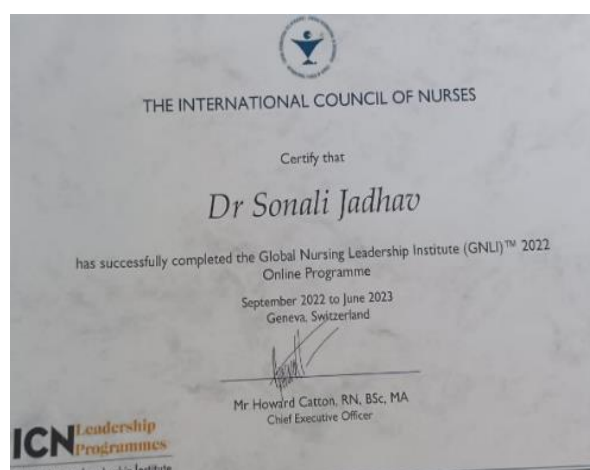 THE INTERNATIONAL COUNCIL OF NURSES
Certify that
Dr Sonali Jadhav
has successfully completed the Global Nursing Leadership Institute (GNLI)™ 2022
Online Programme
September 2022 to June 2023
Geneva, Switzerland
Mr Howard Catton, RN, BSc, MA
Chief Executive Officer
ICN Leadership
Programmes
Institute